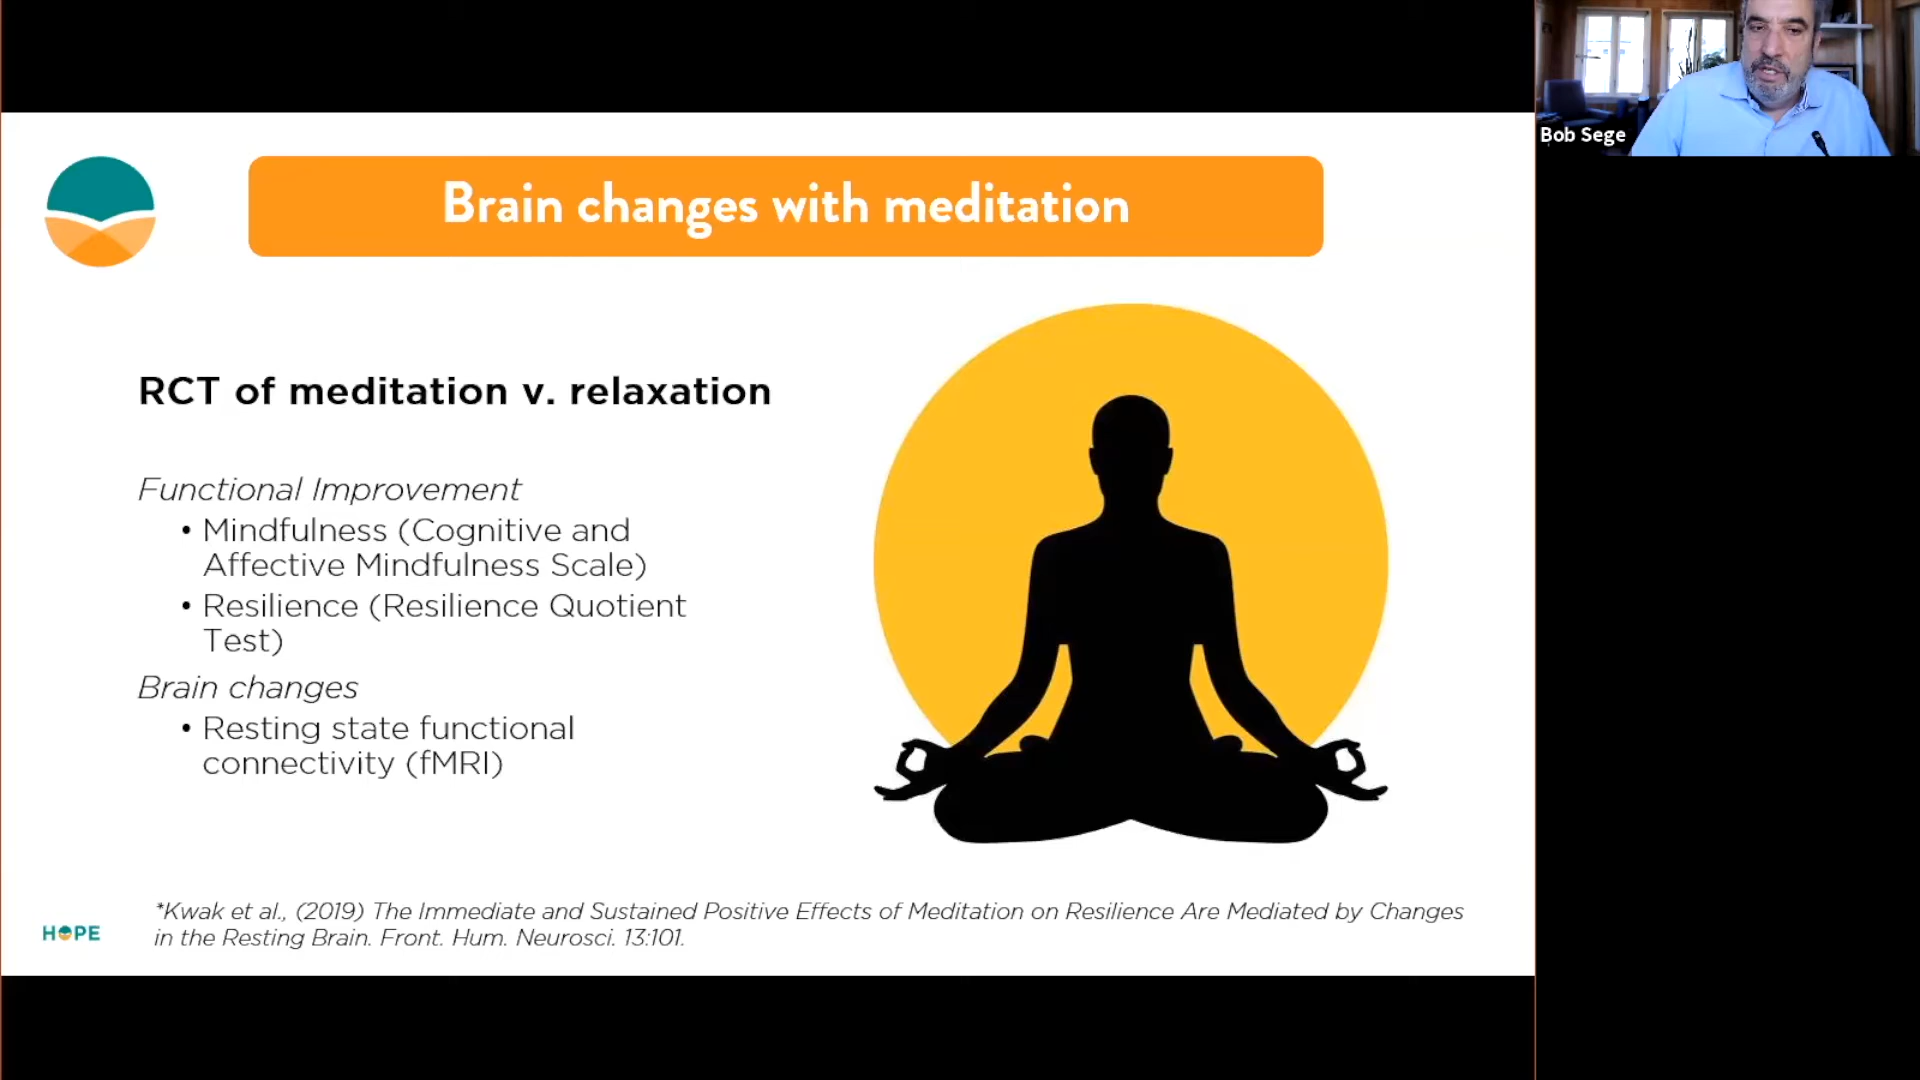 Bob Sege
Brain changes with meditation
RCT of meditation v. relaxation
Functional Improvement
• Mindfulness (Cognitive and
Affective Mindfulness Scale)
• Resilience (Resilience Quotient
Test)
Brain changes
• Resting state functional
connectivity (fMRI)
*Kwak et al., (2019) The Immediate and Sustained Positive Effects of Meditation on Resilience Are Mediated by Changes
in the Resting Brain. Front. Hum. Neurosci. 13:101.
HOPE